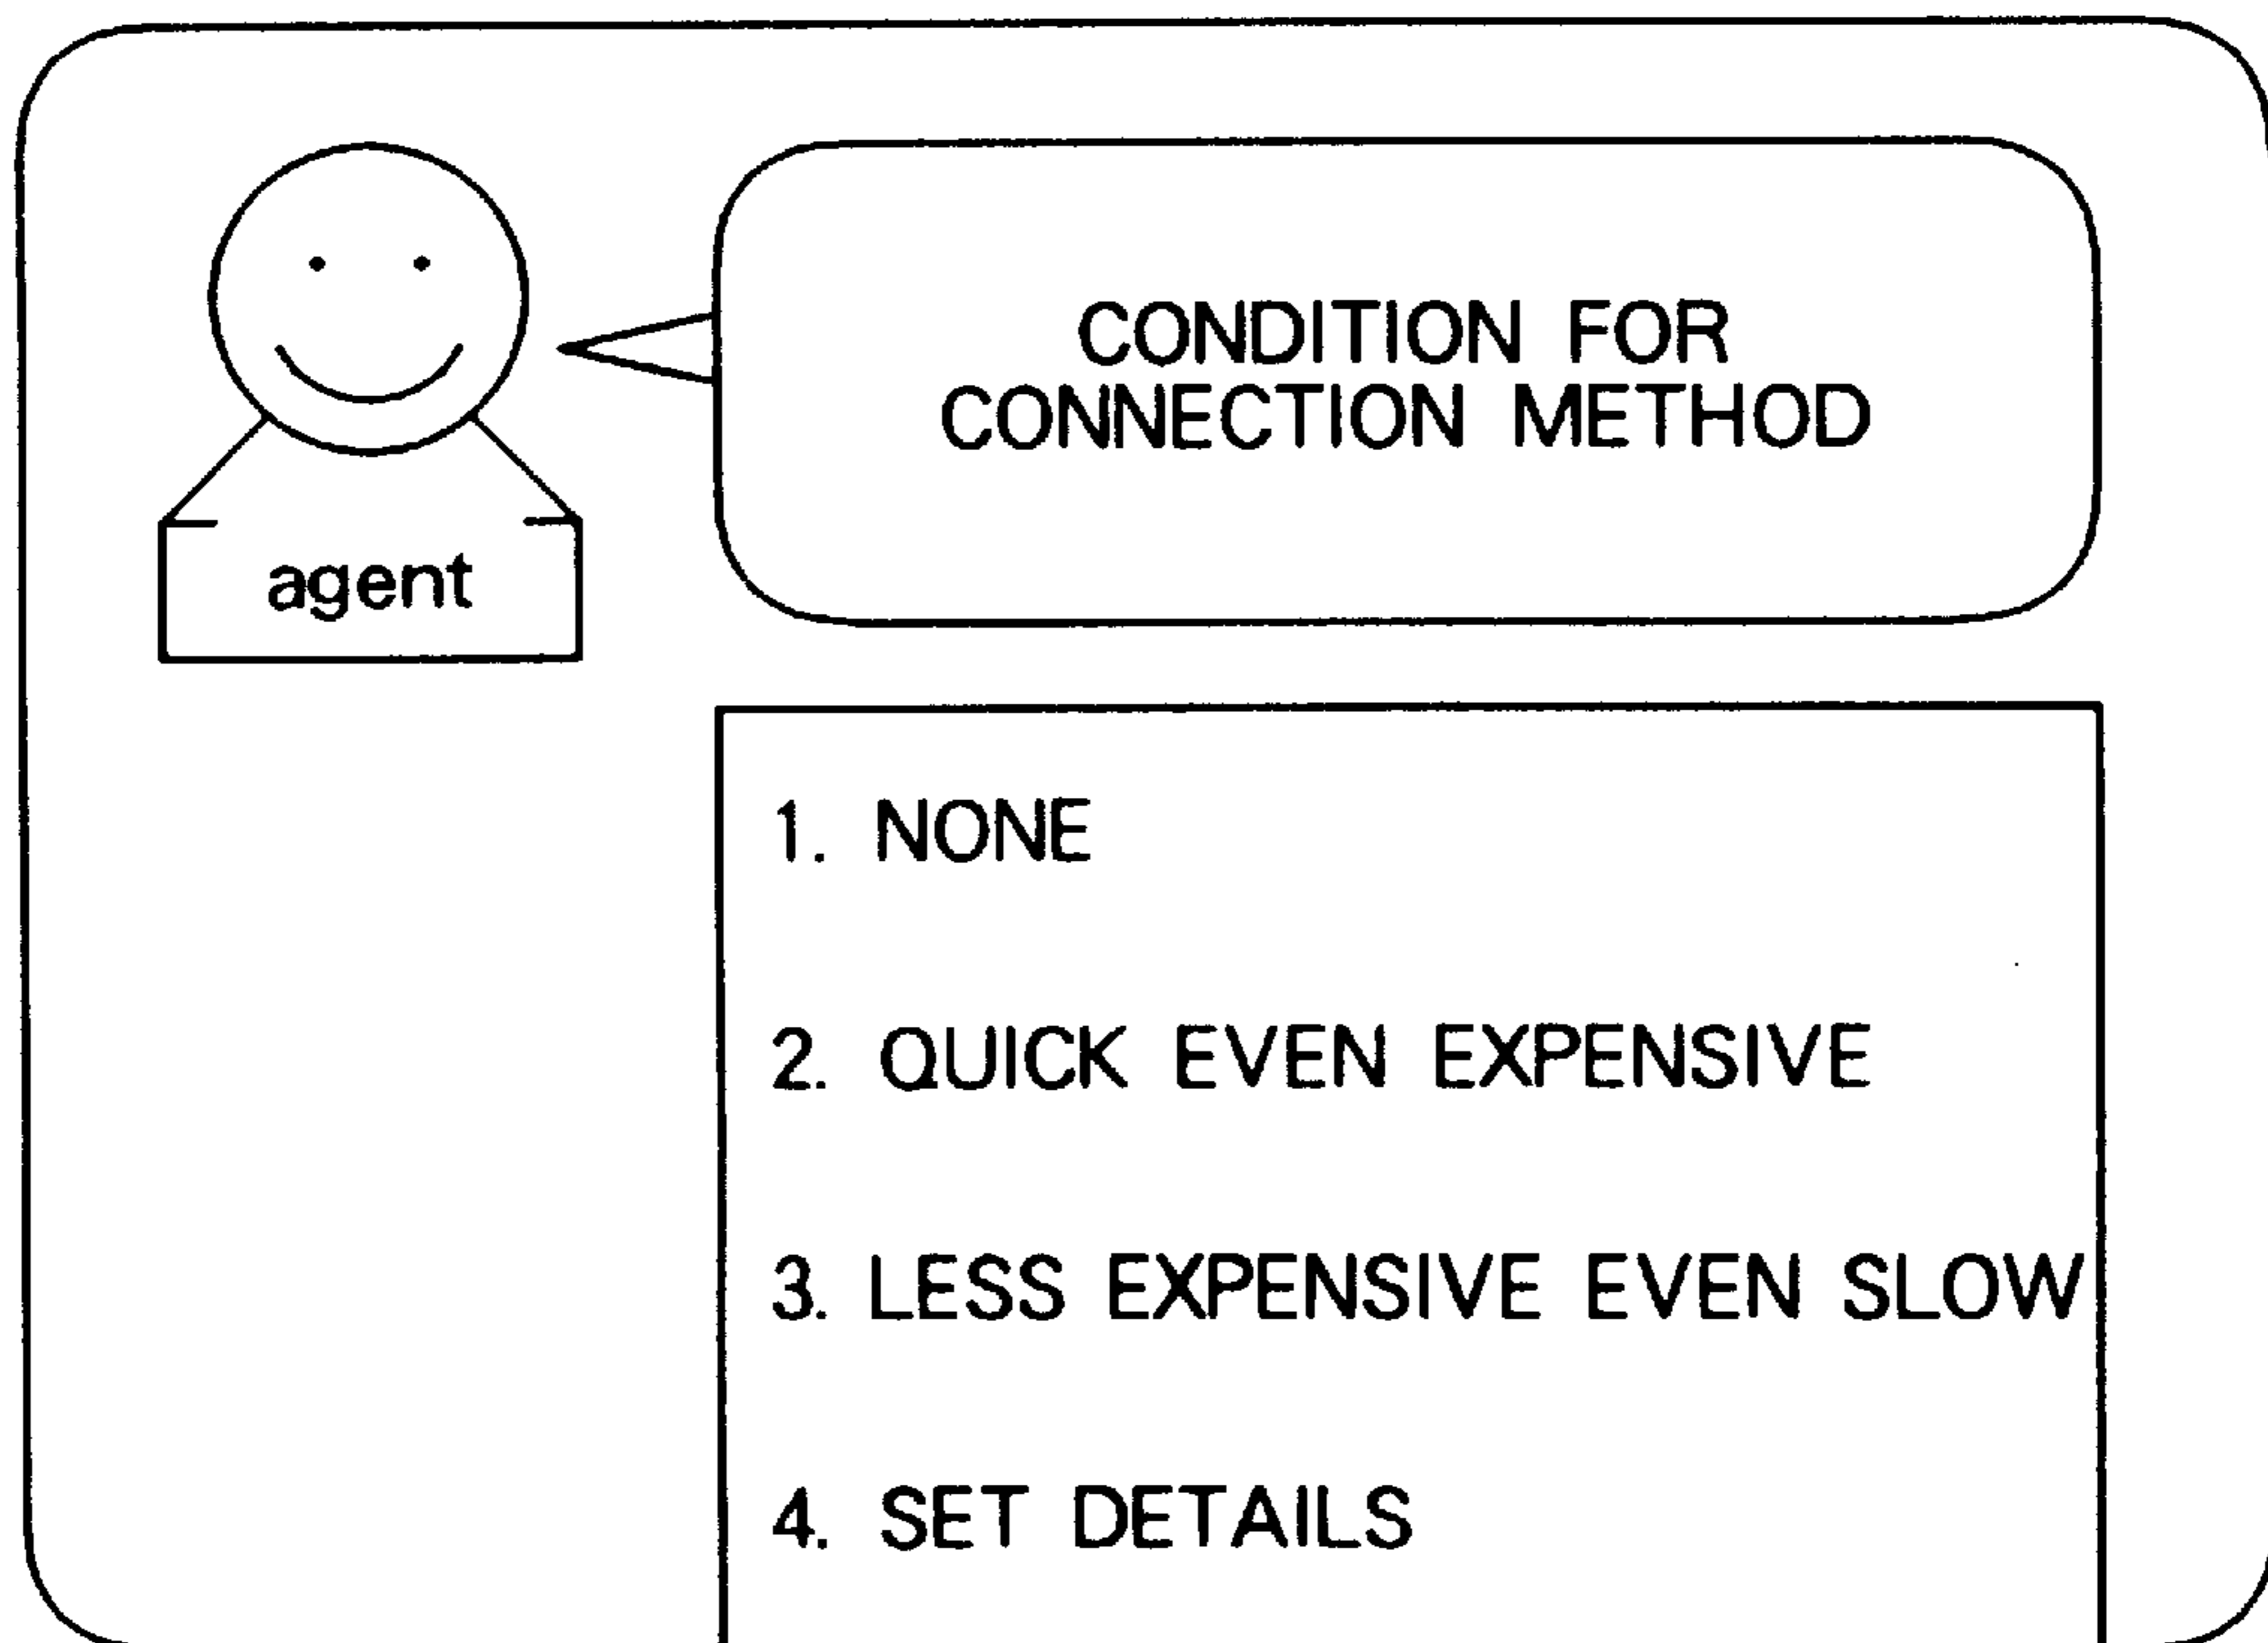 CONDITION FOR
CONNECTION METHOD
agent
1. NONE
2. QUICK EVEN EXPENSIVE
3. LESS EXPENSIVE EVEN SLOW
4. SET DETAILS